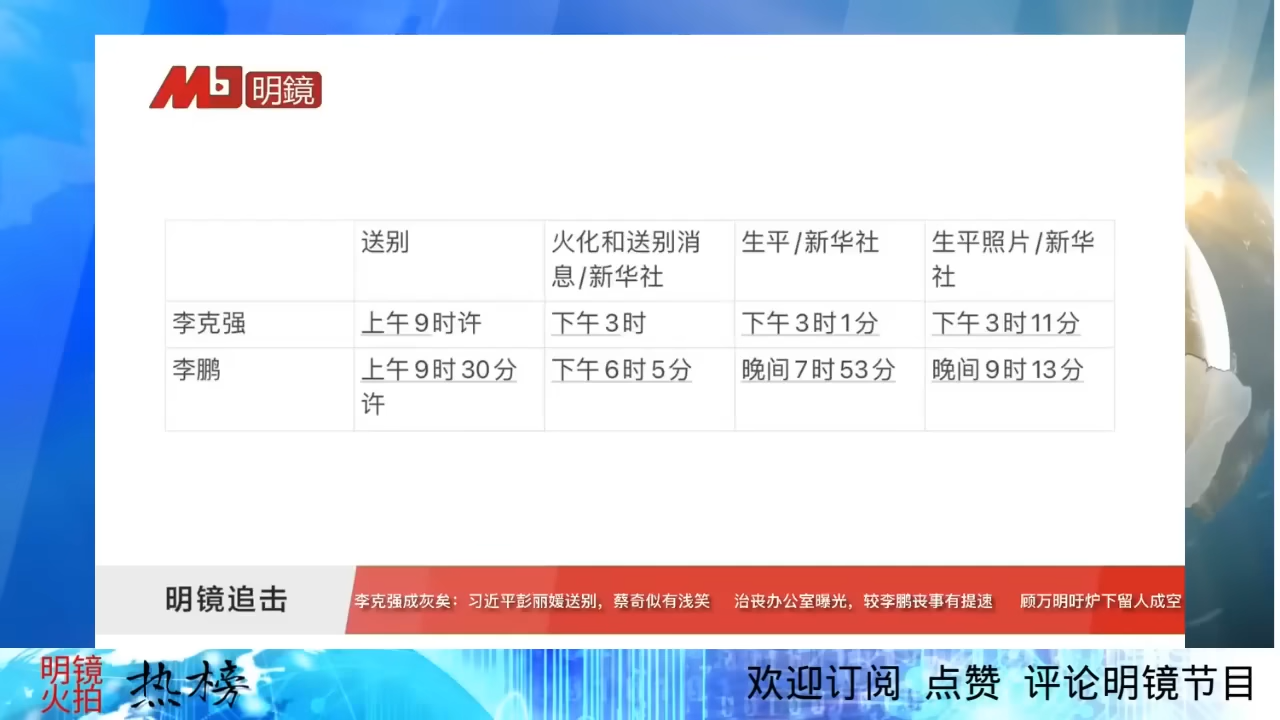 明鏡
送别
火化和送别消
息/新华社
生平/新华社
生平照片/新华
社
李克强
上午9时许
下午3时
下午3时1分
下午3时11分
李鹏
上午9时30分
许
下午6时5分
晚间7时53分
晚间9时13分
明镜追击
李克强成灰矣：习近平彭丽媛送别，蔡奇似有浅笑 治丧办公室曝光，较李鹏丧事有提速 顾万明吁炉下留人成空
明镜
火拍
热榜
欢迎订阅 点赞 评论明镜节目